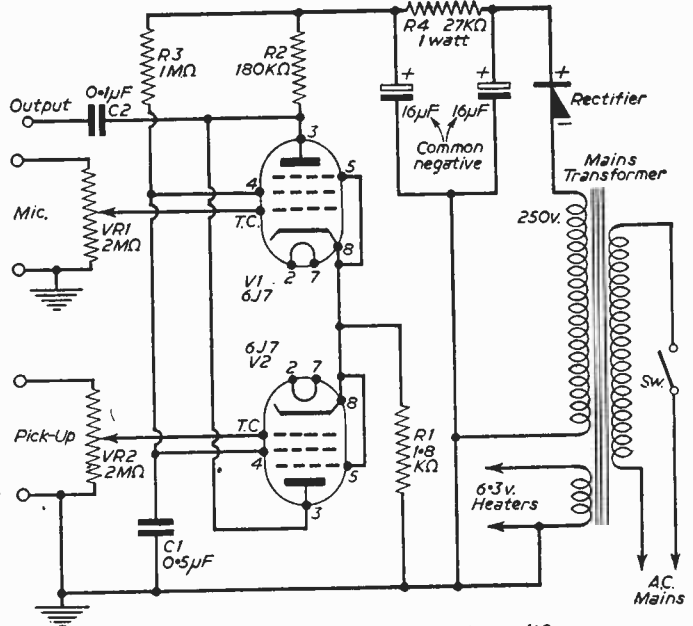 R4 27KΩ
1 watt
R3
1MΩ
R2
180KΩ
0·1μF
C2
Output
+
+
+
16μF
16μF
Common
negative
Rectifier
–
Mains
Transformer
3
5
4
T.C.
Mic.
VR1
2MΩ
8
2
7
V1
6J7
250v.
6J7
V2
2
7
8
Sw.
T.C
4
5
3
Pick-Up
VR2
2MΩ
R1
1·8
KΩ
6·3v.
Heaters
C1
0·5μF
A.C.
Mains